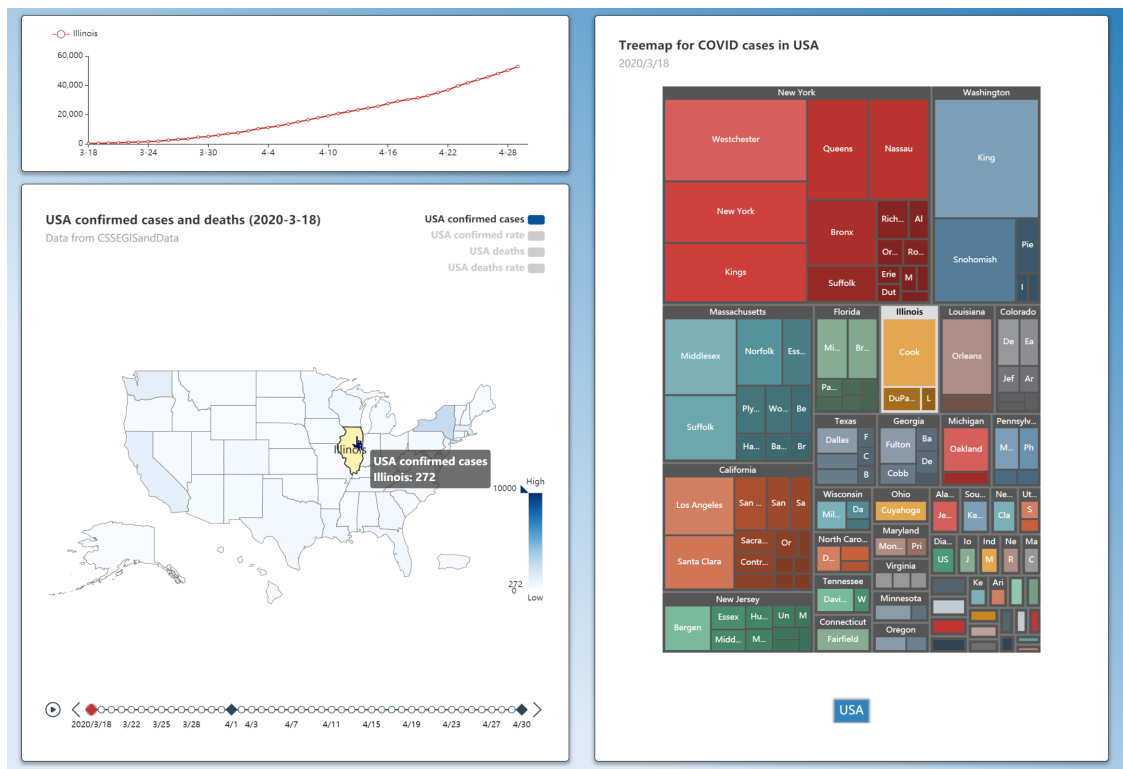 Illinois
60,000
40,000
20,000
0
3-18 3-24 3-30 4-4 4-10 4-16 4-22 4-28
USA confirmed cases and deaths (2020-3-18)
Data from CSSEGISandData
USA confirmed cases
USA confirmed rate
USA deaths
USA deaths rate
Illinois
USA confirmed cases
Illinois: 272
High
10000
272
0
Low
2020/3/18 3/22 3/25 3/28 4/1 4/3 4/7 4/11 4/15 4/19 4/23 4/27 4/30
Treemap for COVID cases in USA
2020/3/18
New York
Westchester
Queens
Nassau
New York
Kings
Bronx
Suffolk
Rich...
Al
Or...
Ro...
Erie
M
Dut
Washington
King
Snohomish
Pie
I
Massachusetts
Middlesex
Norfolk
Ess...
Suffolk
Ply...
Wo...
Be
Ha...
Ba...
Br
Florida
Mi...
Br...
Pa...
Illinois
Cook
DuPa...
L
Louisiana
Orleans
Colorado
De
Ea
Jef
Ar
Texas
Dallas
F
C
B
Georgia
Fulton
Ba
Cobb
De
Michigan
Oakland
Pennsylv...
M...
Ph
California
Los Angeles
San ...
San
Sa
Santa Clara
Sacra...
Or
Contr...
Wisconsin
Mil...
Da
Ohio
Cuyahoga
Ala...
Je...
Sou...
Ke...
Ne...
Cla
Ut...
S
North Caro...
D...
Maryland
Mon...
Pri
Dia...
US
Io
J
Ind
M
Ne
R
Ma
C
Virginia
Tennessee
Davi...
W
Minnesota
Ke
Ari
New Jersey
Bergen
Essex
Hu...
Un
M
Midd...
M...
Connecticut
Fairfield
Oregon
USA